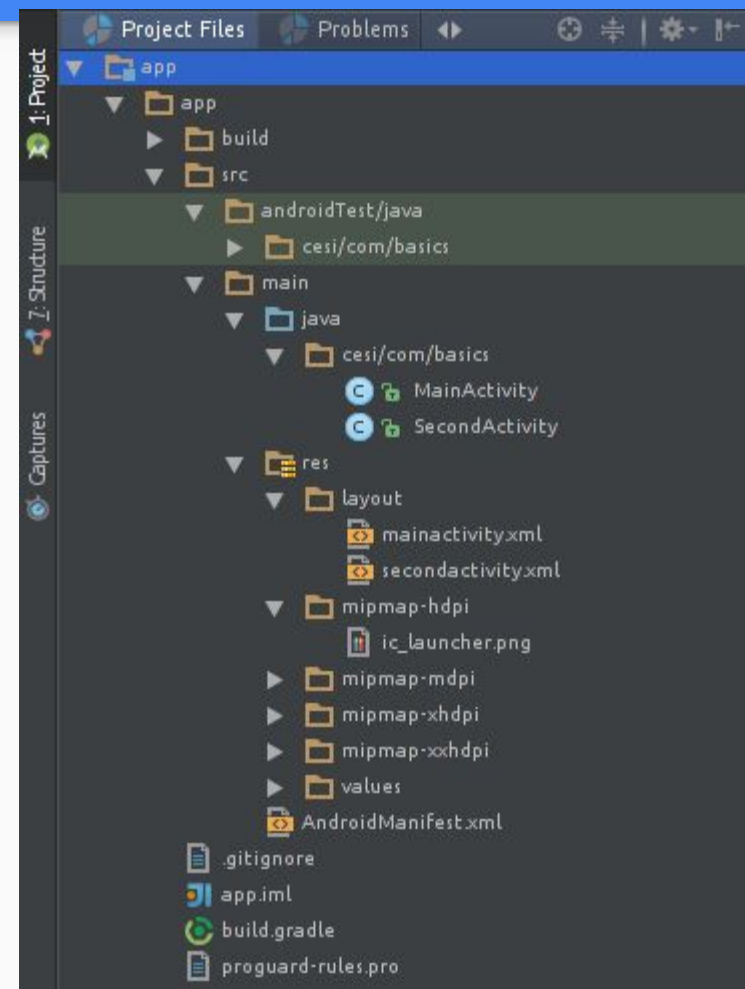 Project Files Problems
1: Project
7: Structure
Captures
app
app
build
src
androidTest/java
cesi/com/basics
main
java
cesi/com/basics
C MainActivity
C SecondActivity
res
layout
mainactivity.xml
secondactivity.xml
mipmap-hdpi
ic_launcher.png
mipmap-mdpi
mipmap-xhdpi
mipmap-xxhdpi
values
AndroidManifest.xml
.gitignore
app.iml
build.gradle
proguard-rules.pro